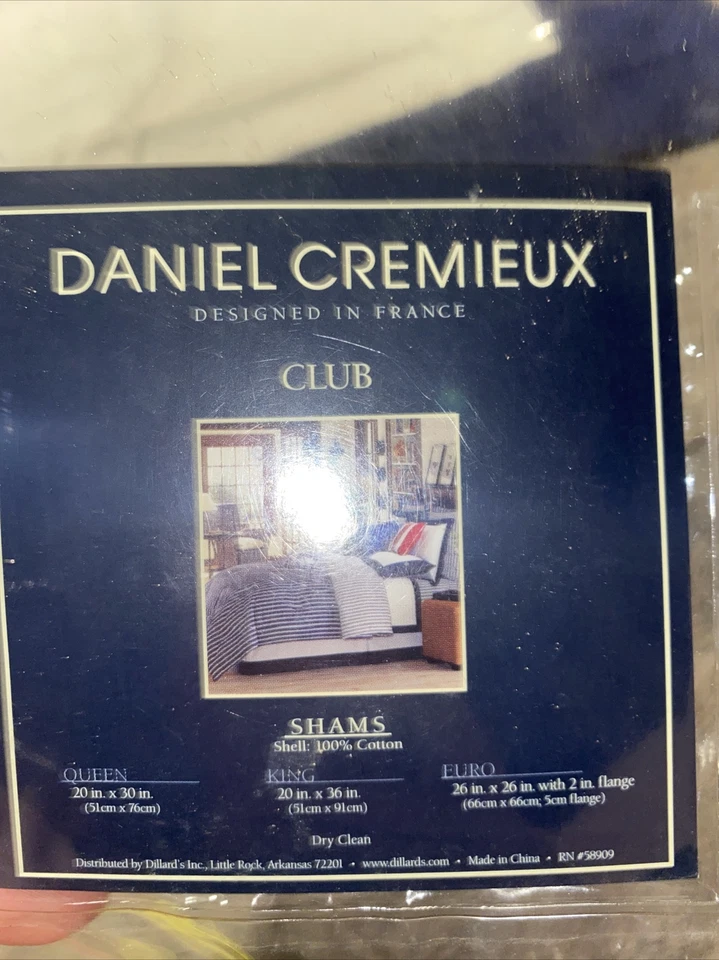 DANIEL CREMIEUX
DESIGNED IN FRANCE
CLUB
SHAMS
Shell: 100% Cotton
QUEEN
20 in. x 30 in.
(51cm x 76cm)
KING
20 in. x 36 in.
(51cm x 91cm)
EURO
26 in. x 26 in. with 2 in. flange
(66cm x 66cm; 5cm flange)
Dry Clean
Distributed by Dillard's Inc., Little Rock, Arkansas 72201 • www.dillards.com • Made in China • RN #58909